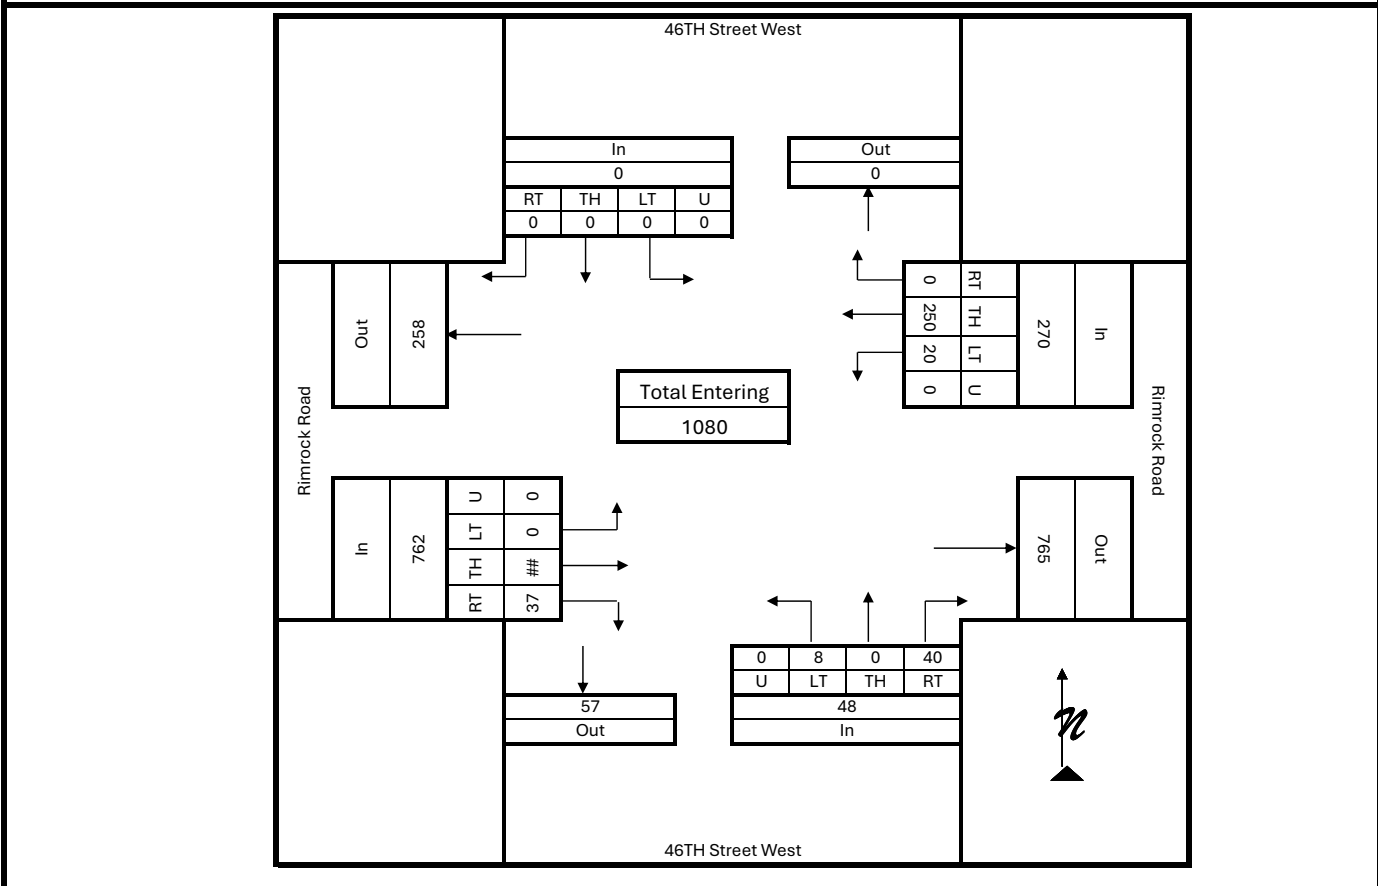 46TH Street West
In
0
RT TH LT U
0 0 0 0
Out
0
Out 258
0 RT
250 TH
20 LT
0 U
270 In
Rimrock Road
Total Entering
1080
Rimrock Road
In 762
U 0
LT 0
TH ##
RT 37
765 Out
0 8 0 40
U LT TH RT
48
In
57
Out
N
46TH Street West